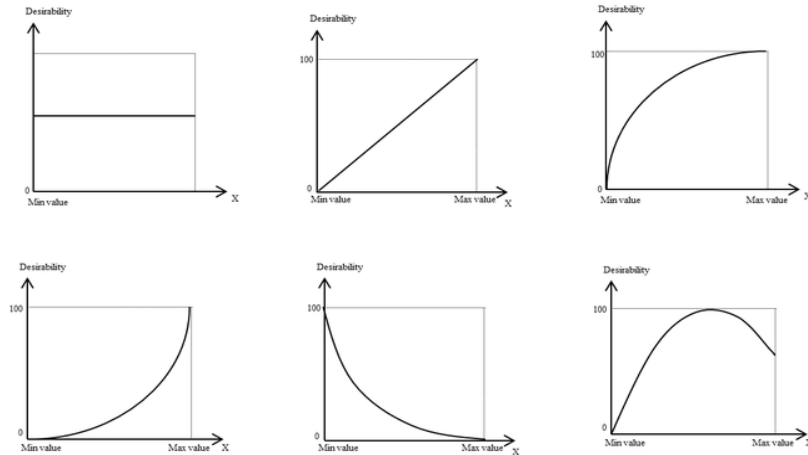 Desirability
0
Min value
X
Desirability
100
0
Min value
Max value
X
Desirability
100
0
Min value
Max value
X
Desirability
100
0
Min value
Max value
X
Desirability
100
0
Min value
Max value
X
Desirability
100
0
Min value
Max value
X